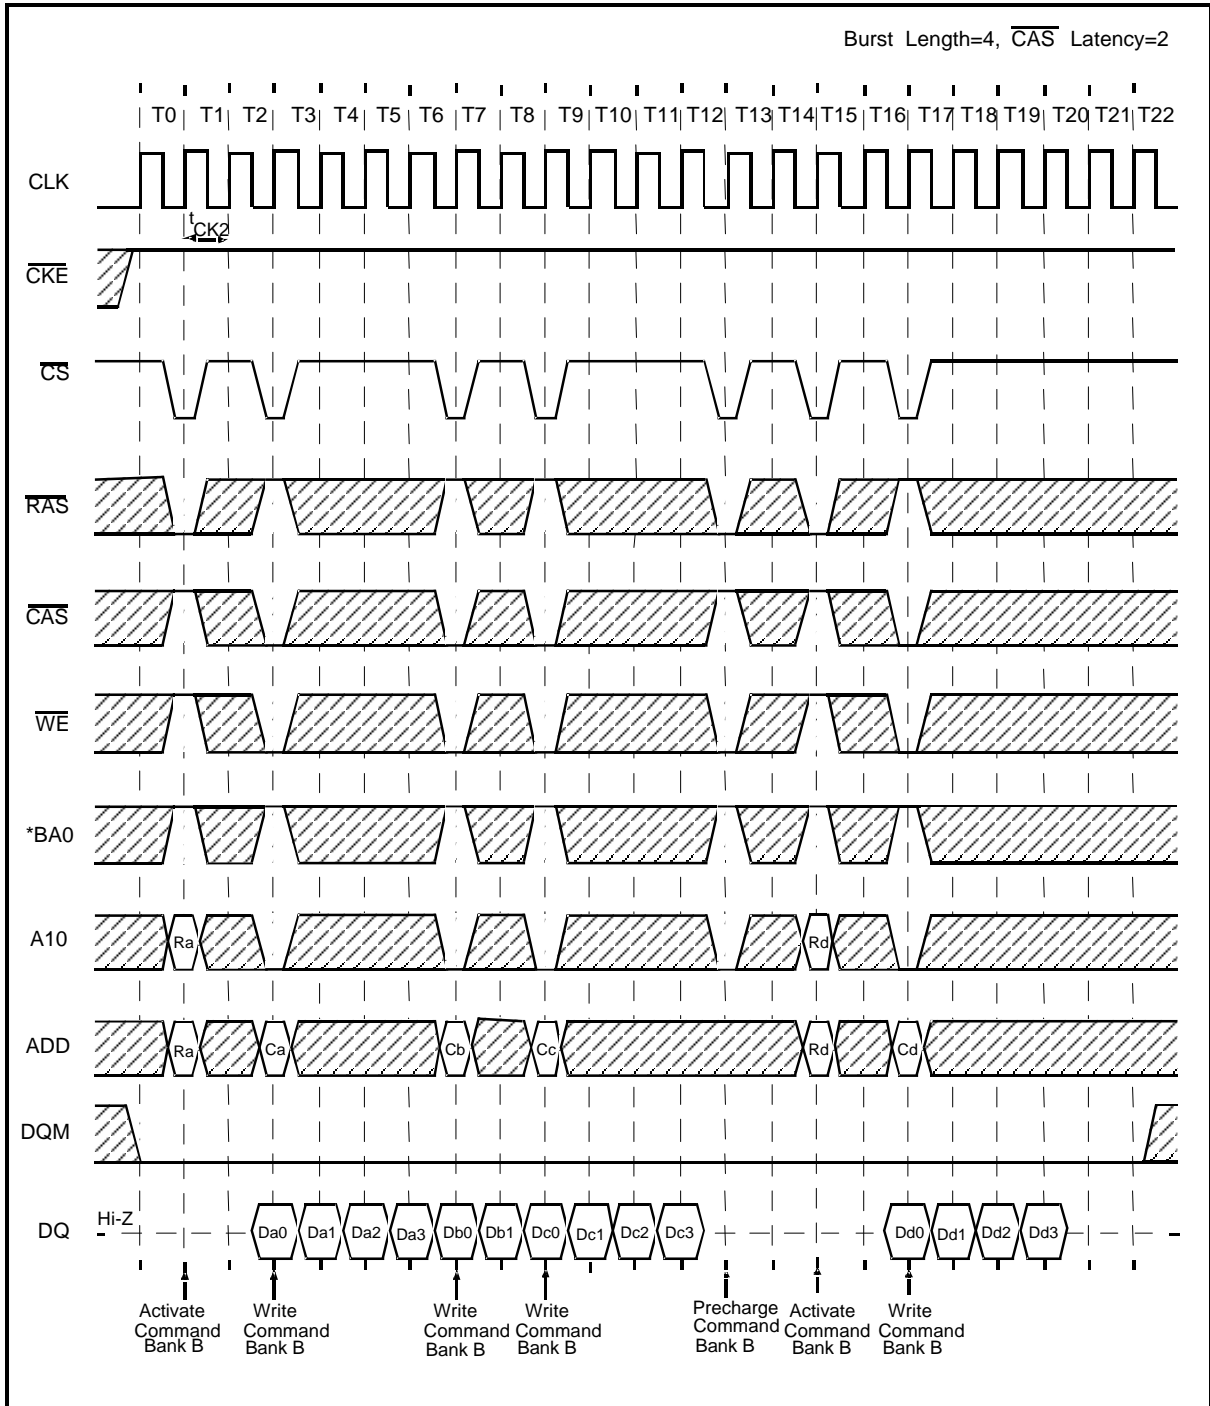 Burst Length=4, CAS Latency=2
T0 T1 T2 T3 T4 T5 T6 T7 T8 T9 T10 T11 T12 T13 T14 T15 T16 T17 T18 T19 T20 T21 T22
CLK
tCK2
CKE
CS
RAS
CAS
WE
*BA0
A10 Ra Rd
ADD Ra Ca Cb Cc Rd Cd
DQM
DQ Hi-Z Da0 Da1 Da2 Da3 Db0 Db1 Dc0 Dc1 Dc2 Dc3 Dd0 Dd1 Dd2 Dd3
Activate Command Bank B
Write Command Bank B
Write Command Bank B
Write Command Bank B
Precharge Command Bank B
Activate Command Bank B
Write Command Bank B